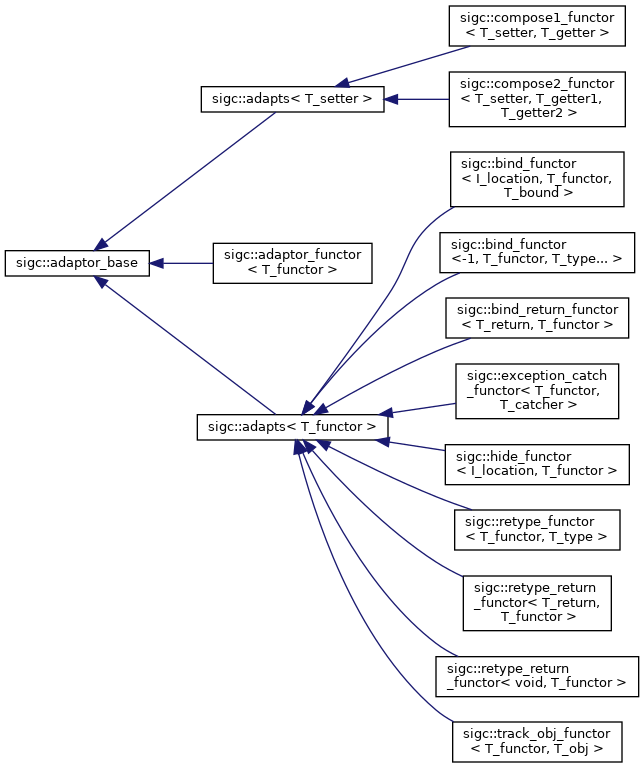 sigc::compose1_functor
< T_setter, T_getter >
sigc::adapts< T_setter >
sigc::compose2_functor
< T_setter, T_getter1,
T_getter2 >
sigc::bind_functor
< I_location, T_functor,
T_bound >
sigc::adaptor_base
sigc::adaptor_functor
< T_functor >
sigc::bind_functor
<-1, T_functor, T_type... >
sigc::bind_return_functor
< T_return, T_functor >
sigc::exception_catch
_functor< T_functor,
T_catcher >
sigc::adapts< T_functor >
sigc::hide_functor
< I_location, T_functor >
sigc::retype_functor
< T_functor, T_type >
sigc::retype_return
_functor< T_return,
T_functor >
sigc::retype_return
_functor< void, T_functor >
sigc::track_obj_functor
< T_functor, T_obj >